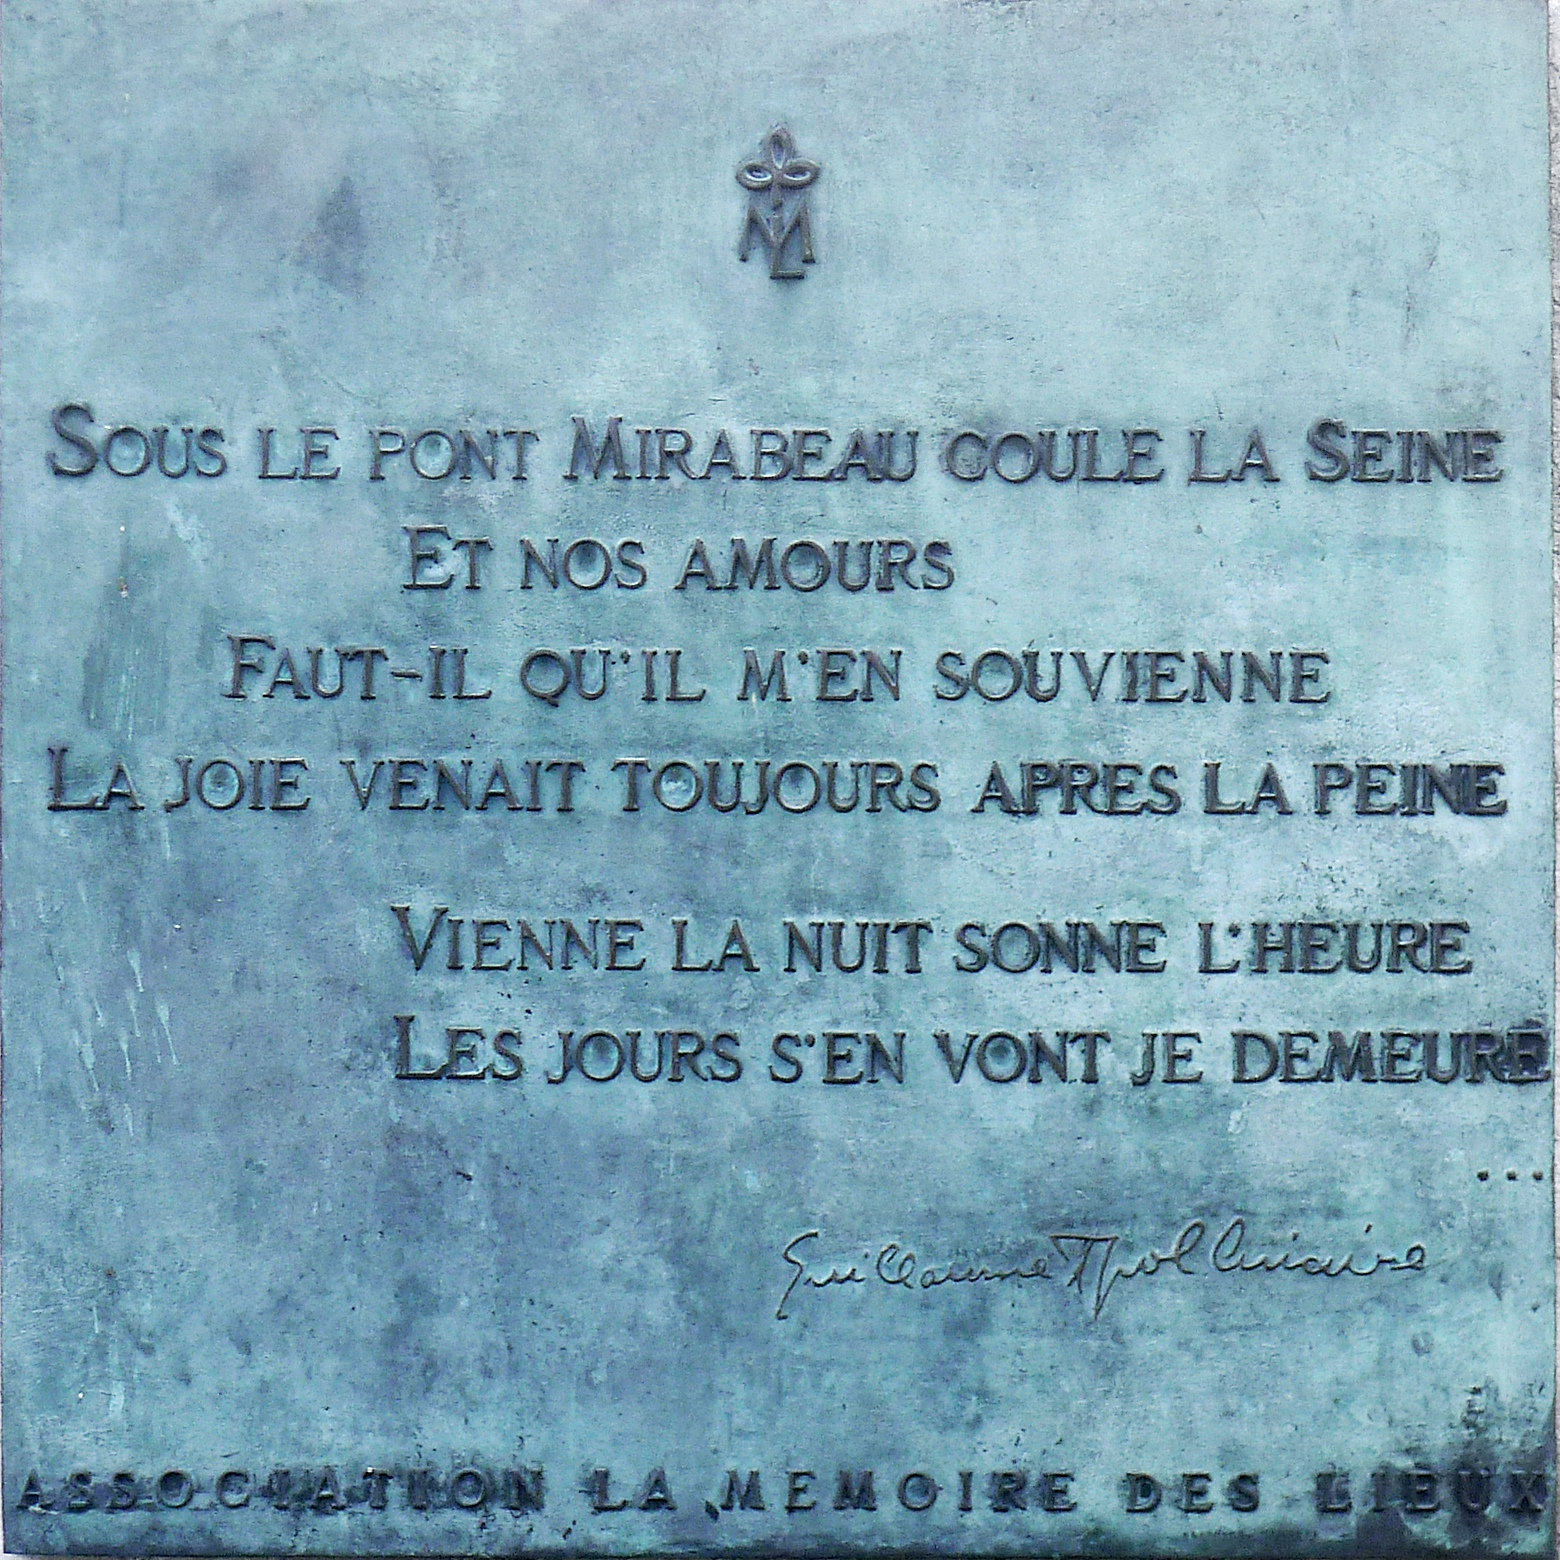 ML
SOUS LE PONT MIRABEAU COULE LA SEINE
ET NOS AMOURS
FAUT-IL QU'IL M'EN SOUVIENNE
LA JOIE VENAIT TOUJOURS APRES LA PEINE
VIENNE LA NUIT SONNE L'HEURE
LES JOURS S'EN VONT JE DEMEURE
...
Guillaume Apollinaire
ASSOCIATION LA MEMOIRE DES LIEUX